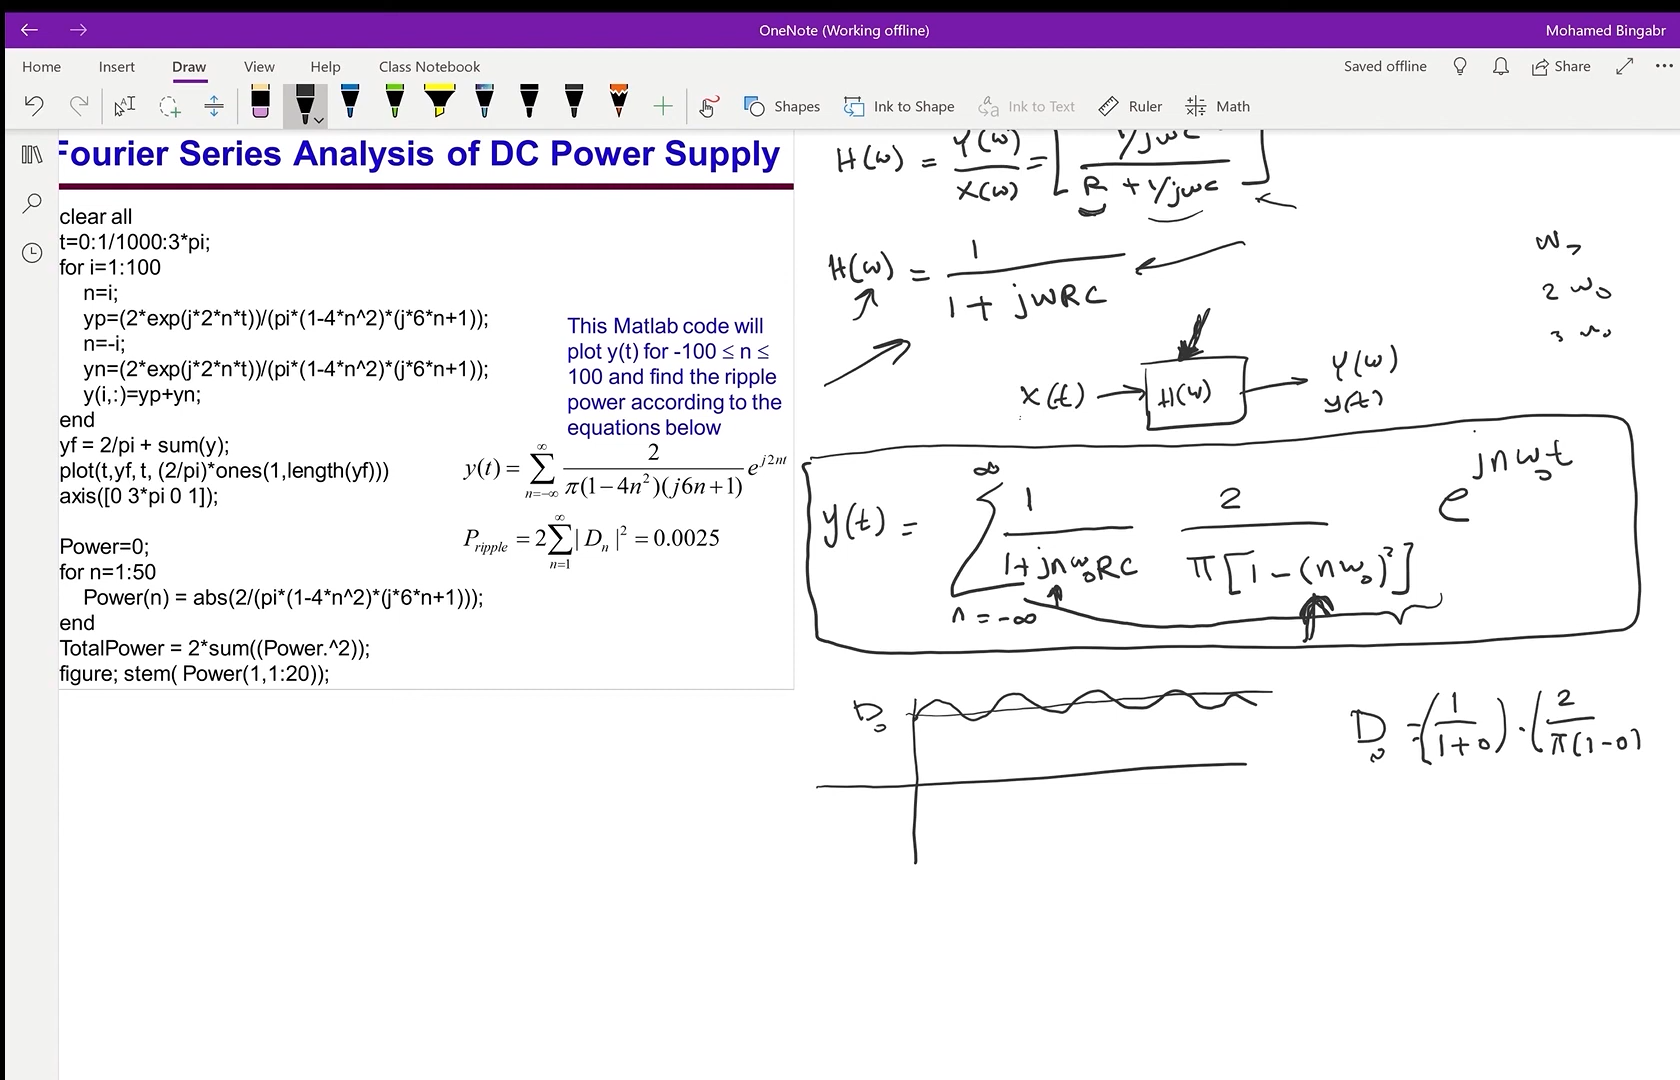 OneNote (Working offline)
Mohamed Bingabr
Home Insert Draw View Help Class Notebook
Saved offline Share
Shapes Ink to Shape Ink to Text Ruler Math
Fourier Series Analysis of DC Power Supply
clear all
t=0:1/1000:3*pi;
for i=1:100
n=i;
yp=(2*exp(j*2*n*t))/(pi*(1-4*n^2)*(j*6*n+1));
n=-i;
yn=(2*exp(j*2*n*t))/(pi*(1-4*n^2)*(j*6*n+1));
y(i,:)=yp+yn;
end
yf = 2/pi + sum(y);
plot(t,yf, t, (2/pi)*ones(1,length(yf)))
axis([0 3*pi 0 1]);
Power=0;
for n=1:50
Power(n) = abs(2/(pi*(1-4*n^2)*(j*6*n+1)));
end
TotalPower = 2*sum((Power.^2));
figure; stem( Power(1,1:20));
This Matlab code will
plot y(t) for -100 ≤ n ≤
100 and find the ripple
power according to the
equations below
y(t) = ∑_{n=-∞}^{∞} 2/(π(1-4n²)(j6n+1)) e^{j2nt}
P_ripple = 2∑_{n=1}^{∞} |D_n|² = 0.0025
H(ω) = Y(ω)/X(ω) = [(1/jωC)/(R + 1/jωC)]
H(ω) = 1/(1 + jωRC)
2 ω₀
X(t) H(ω) Y(ω)
y(t)
y(t) = ∑_{n=-∞}^{∞} 1/(1+jnω₀RC) 2/(π[1-(nω₀)²]) e^{jnω₀t}
D₀
D₀ = (1/(1+0)) · (2/(π(1-0)